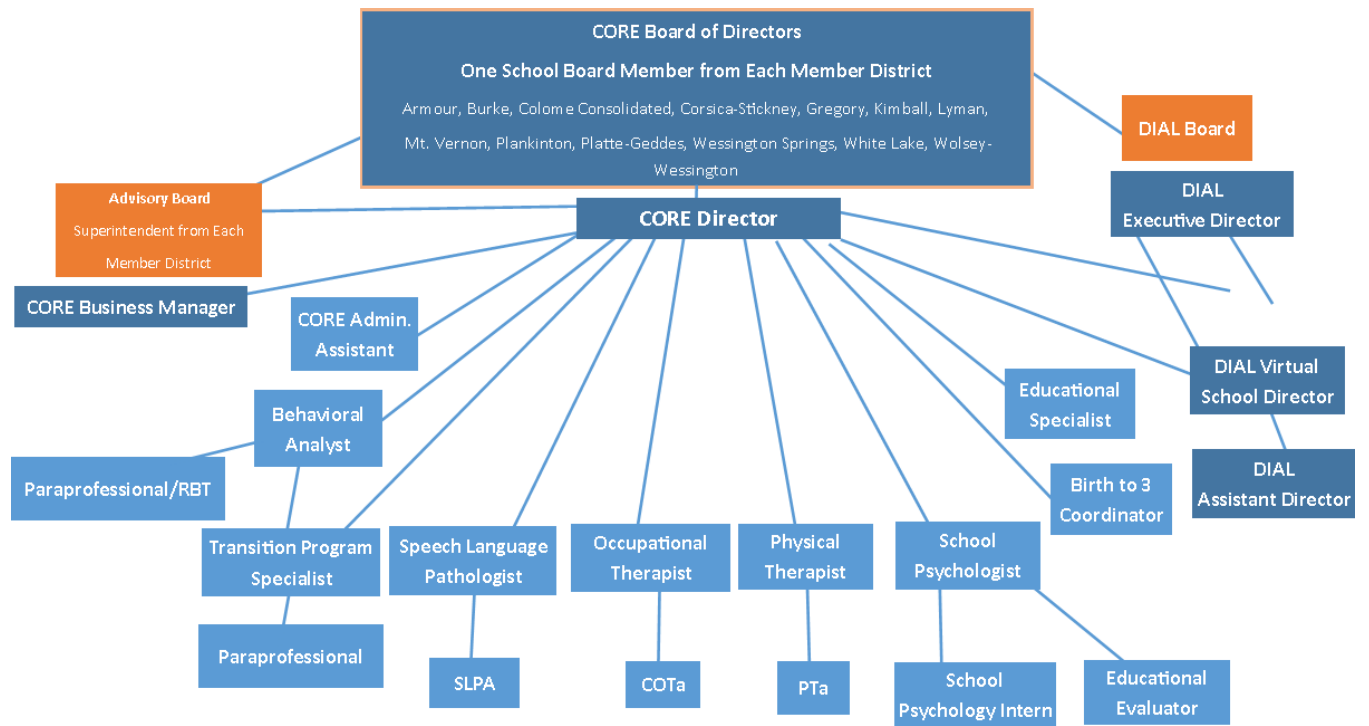 CORE Board of Directors
One School Board Member from Each Member District
Armour, Burke, Colome Consolidated, Corsica-Stickney, Gregory, Kimball, Lyman,
Mt. Vernon, Plankinton, Platte-Geddes, Wessington Springs, White Lake, Wolsey-
Wessington
DIAL Board
Advisory Board
Superintendent from Each
Member District
CORE Director
DIAL
Executive Director
CORE Business Manager
CORE Admin.
Assistant
DIAL Virtual
School Director
Educational
Specialist
Behavioral
Analyst
Paraprofessional/RBT
Birth to 3
Coordinator
DIAL
Assistant Director
Transition Program
Specialist
Speech Language
Pathologist
Occupational
Therapist
Physical
Therapist
School
Psychologist
Paraprofessional
SLPA
COTa
PTa
School
Psychology Intern
Educational
Evaluator